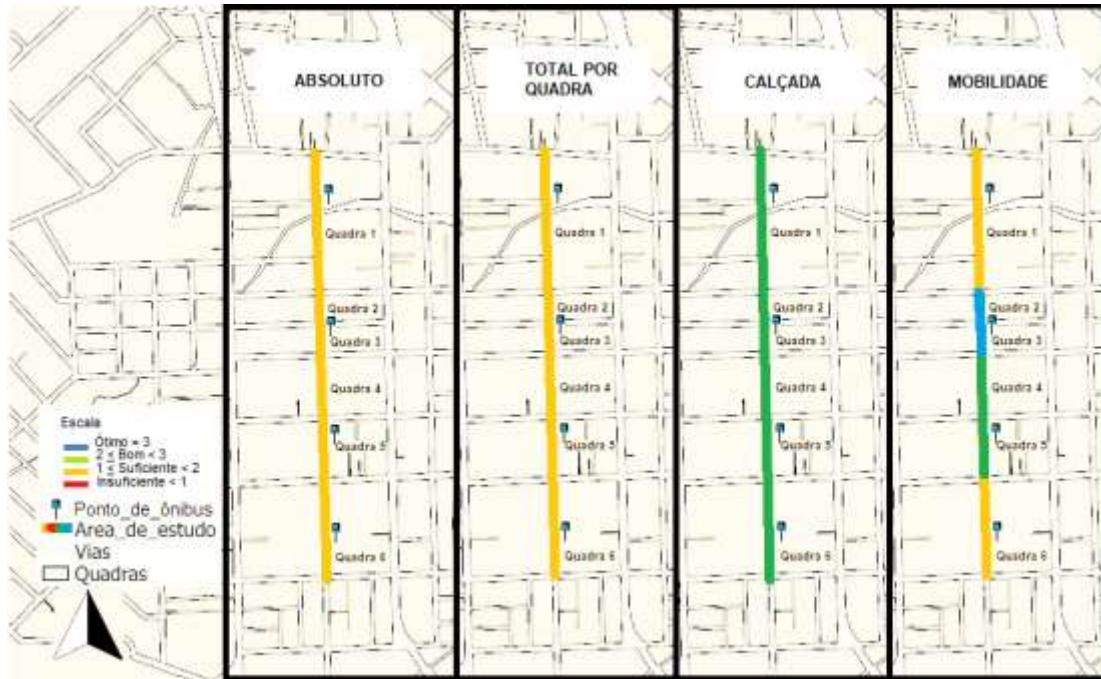 ABSOLUTO
Quadra 1
Quadra 2
Quadra 3
Quadra 4
Quadra 5
Quadra 6
TOTAL POR
QUADRA
Quadra 1
Quadra 2
Quadra 3
Quadra 4
Quadra 5
Quadra 6
CALÇADA
Quadra 1
Quadra 2
Quadra 3
Quadra 4
Quadra 5
Quadra 6
MOBILIDADE
Quadra 1
Quadra 2
Quadra 3
Quadra 4
Quadra 5
Quadra 6
Escala
Ótimo = 3
2 ≤ Bom < 3
1 ≤ Suficiente < 2
Insuficiente < 1
Ponto_de_ônibus
Area_de_estudo
Vias
Quadras